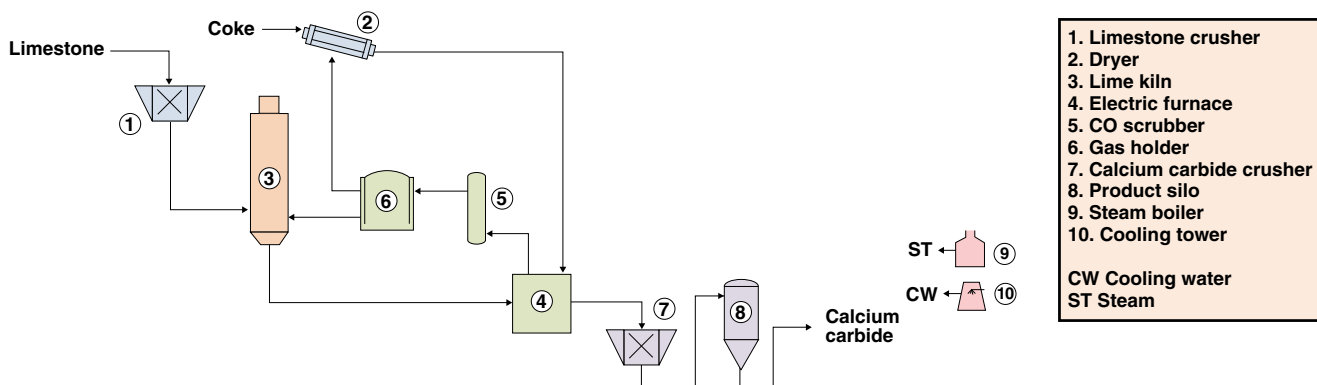 Coke
2
Limestone
1
3
6
5
4
7
8
ST
9
CW
10
Calcium
carbide
1. Limestone crusher
2. Dryer
3. Lime kiln
4. Electric furnace
5. CO scrubber
6. Gas holder
7. Calcium carbide crusher
8. Product silo
9. Steam boiler
10. Cooling tower
CW Cooling water
ST Steam